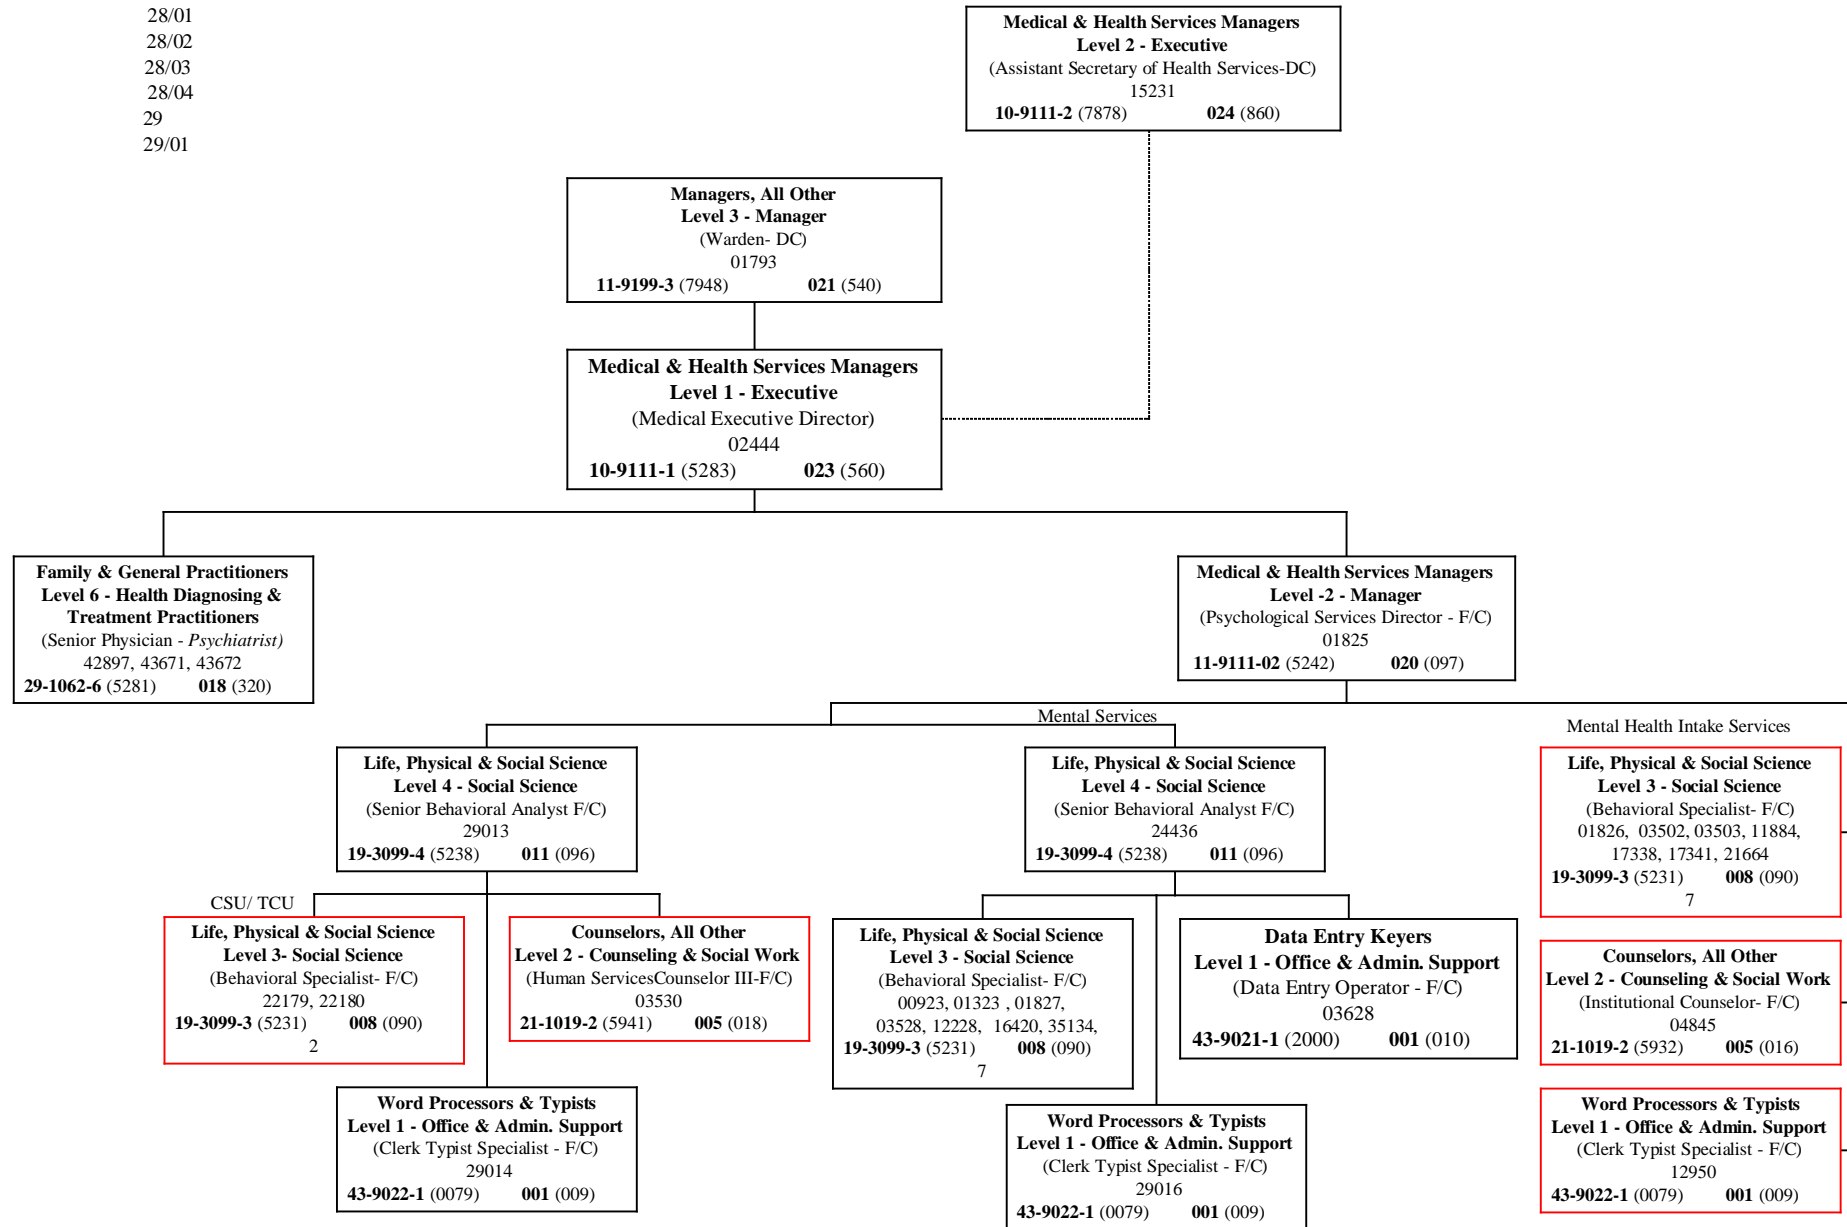 28/01
28/02
28/03
28/04
29
29/01
Medical & Health Services Managers
Level 2 - Executive
(Assistant Secretary of Health Services-DC)
15231
10-9111-2 (7878) 024 (860)
Managers, All Other
Level 3 - Manager
(Warden- DC)
01793
11-9199-3 (7948) 021 (540)
Medical & Health Services Managers
Level 1 - Executive
(Medical Executive Director)
02444
10-9111-1 (5283) 023 (560)
Family & General Practitioners
Level 6 - Health Diagnosing &
Treatment Practitioners
(Senior Physician - Psychiatrist)
42897, 43671, 43672
29-1062-6 (5281) 018 (320)
Medical & Health Services Managers
Level -2 - Manager
(Psychological Services Director - F/C)
01825
11-9111-02 (5242) 020 (097)
Mental Services
Mental Health Intake Services
Life, Physical & Social Science
Level 4 - Social Science
(Senior Behavioral Analyst F/C)
29013
19-3099-4 (5238) 011 (096)
Life, Physical & Social Science
Level 4 - Social Science
(Senior Behavioral Analyst F/C)
24436
19-3099-4 (5238) 011 (096)
Life, Physical & Social Science
Level 3 - Social Science
(Behavioral Specialist- F/C)
01826, 03502, 03503, 11884,
17338, 17341, 21664
19-3099-3 (5231) 008 (090)
7
CSU/ TCU
Life, Physical & Social Science
Level 3- Social Science
(Behavioral Specialist- F/C)
22179, 22180
19-3099-3 (5231) 008 (090)
2
Counselors, All Other
Level 2 - Counseling & Social Work
(Human ServicesCounselor III-F/C)
03530
21-1019-2 (5941) 005 (018)
Life, Physical & Social Science
Level 3 - Social Science
(Behavioral Specialist- F/C)
00923, 01323 , 01827,
03528, 12228, 16420, 35134,
19-3099-3 (5231) 008 (090)
7
Data Entry Keyers
Level 1 - Office & Admin. Support
(Data Entry Operator - F/C)
03628
43-9021-1 (2000) 001 (010)
Counselors, All Other
Level 2 - Counseling & Social Work
(Institutional Counselor- F/C)
04845
21-1019-2 (5932) 005 (016)
Word Processors & Typists
Level 1 - Office & Admin. Support
(Clerk Typist Specialist - F/C)
29014
43-9022-1 (0079) 001 (009)
Word Processors & Typists
Level 1 - Office & Admin. Support
(Clerk Typist Specialist - F/C)
29016
43-9022-1 (0079) 001 (009)
Word Processors & Typists
Level 1 - Office & Admin. Support
(Clerk Typist Specialist - F/C)
12950
43-9022-1 (0079) 001 (009)